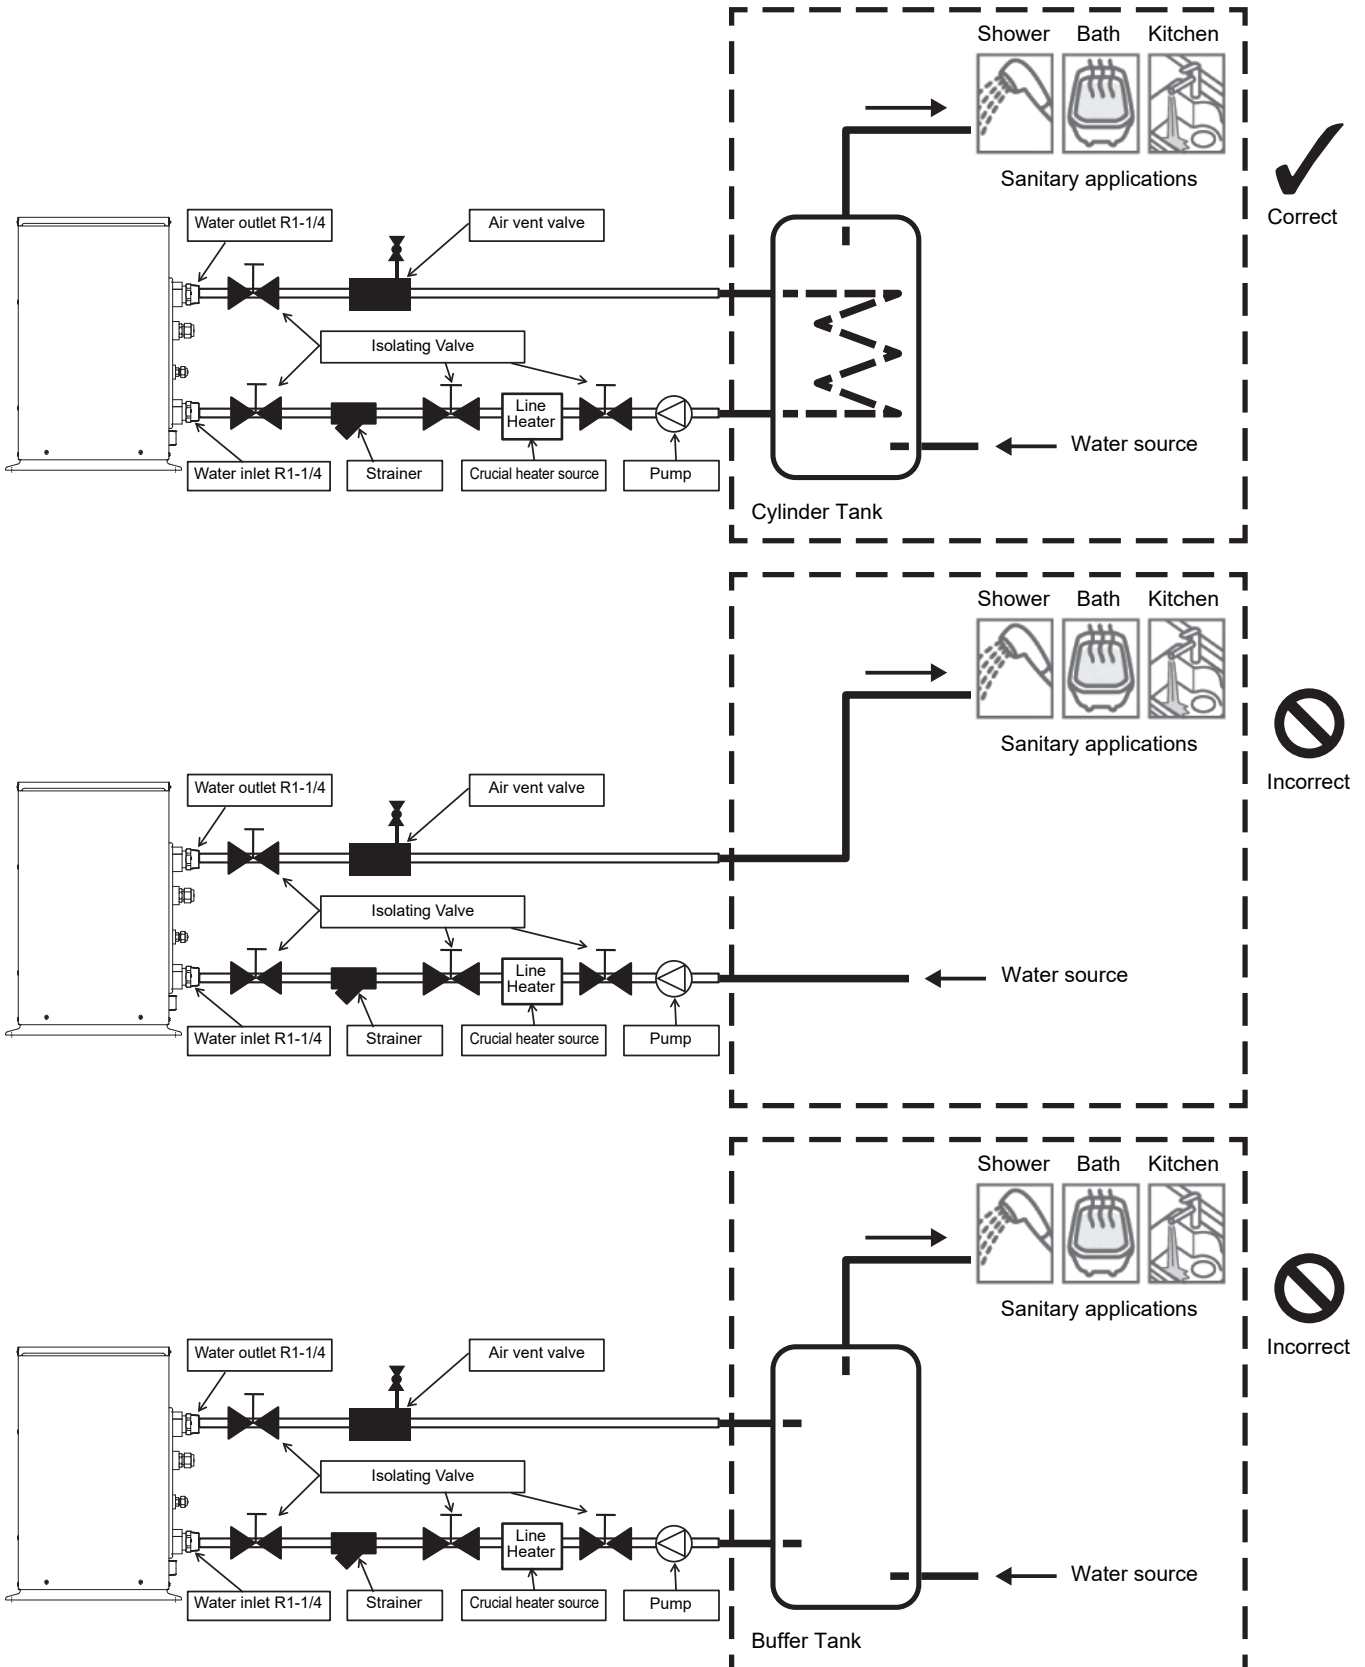 Shower Bath Kitchen
Sanitary applications
Correct
Water outlet R1-1/4
Air vent valve
Isolating Valve
Line
Heater
Water source
Water inlet R1-1/4
Strainer
Crucial heater source
Pump
Cylinder Tank
Shower Bath Kitchen
Sanitary applications
Incorrect
Water outlet R1-1/4
Air vent valve
Isolating Valve
Line
Heater
Water source
Water inlet R1-1/4
Strainer
Crucial heater source
Pump
Shower Bath Kitchen
Sanitary applications
Incorrect
Water outlet R1-1/4
Air vent valve
Isolating Valve
Line
Heater
Water source
Water inlet R1-1/4
Strainer
Crucial heater source
Pump
Buffer Tank